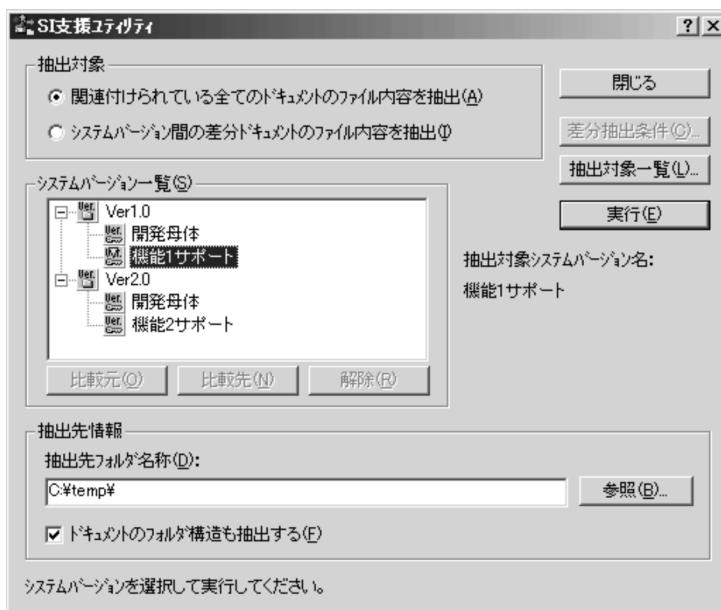 SI支援ユティリティ
抽出対象
関連付けられている全てのドキュメントのファイル内容を抽出(A)
システムバージョン間の差分ドキュメントのファイル内容を抽出(I)
閉じる
差分抽出条件(C)...
抽出対象一覧(L)...
実行(E)
システムバージョン一覧(S)
Ver1.0
開発母体
機能1サポート
Ver2.0
開発母体
機能2サポート
比較元(O)
比較先(N)
解除(R)
抽出対象システムバージョン名:
機能1サポート
抽出先情報
抽出先フォルダ名称(D):
C:¥temp¥
参照(B)...
ドキュメントのフォルダ構造も抽出する(F)
システムバージョンを選択して実行してください。